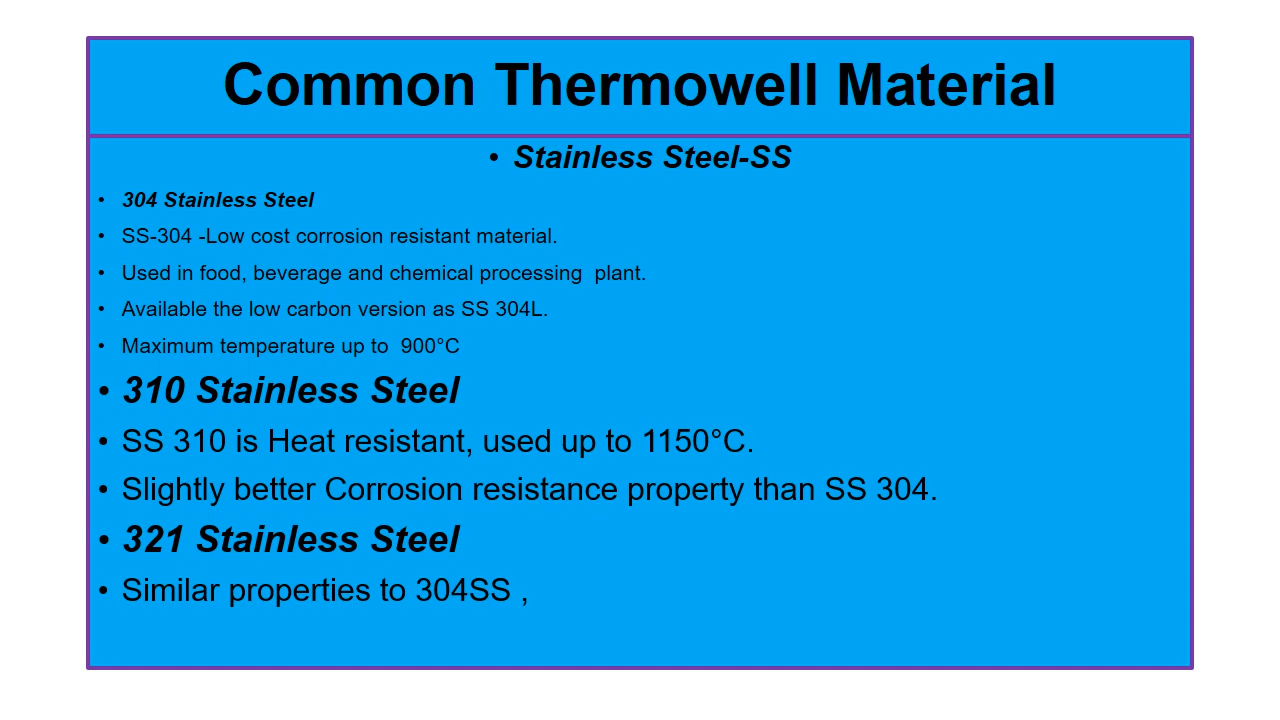 Common Thermowell Material
• Stainless Steel-SS
• 304 Stainless Steel
• SS-304 -Low cost corrosion resistant material.
• Used in food, beverage and chemical processing  plant.
• Available the low carbon version as SS 304L.
• Maximum temperature up to  900°C
• 310 Stainless Steel
• SS 310 is Heat resistant, used up to 1150°C.
• Slightly better Corrosion resistance property than SS 304.
• 321 Stainless Steel
• Similar properties to 304SS ,